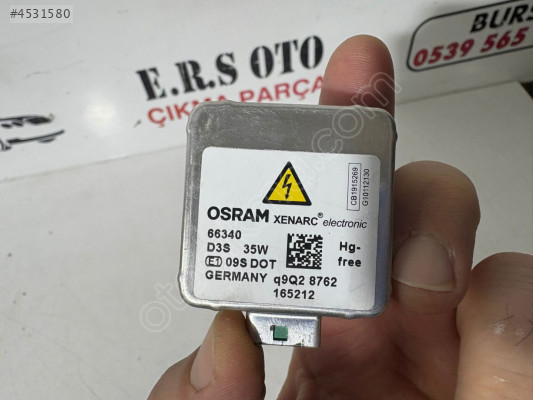 #4531580
E.R.S OTO
ÇIKMA PARÇA
BURS
0539 565
OSRAM XENARC® electronic
66340
D3S 35W
Hg-free
E1 09S DOT
GERMANY q9Q2 8762
165212
CB1915269
G10112130